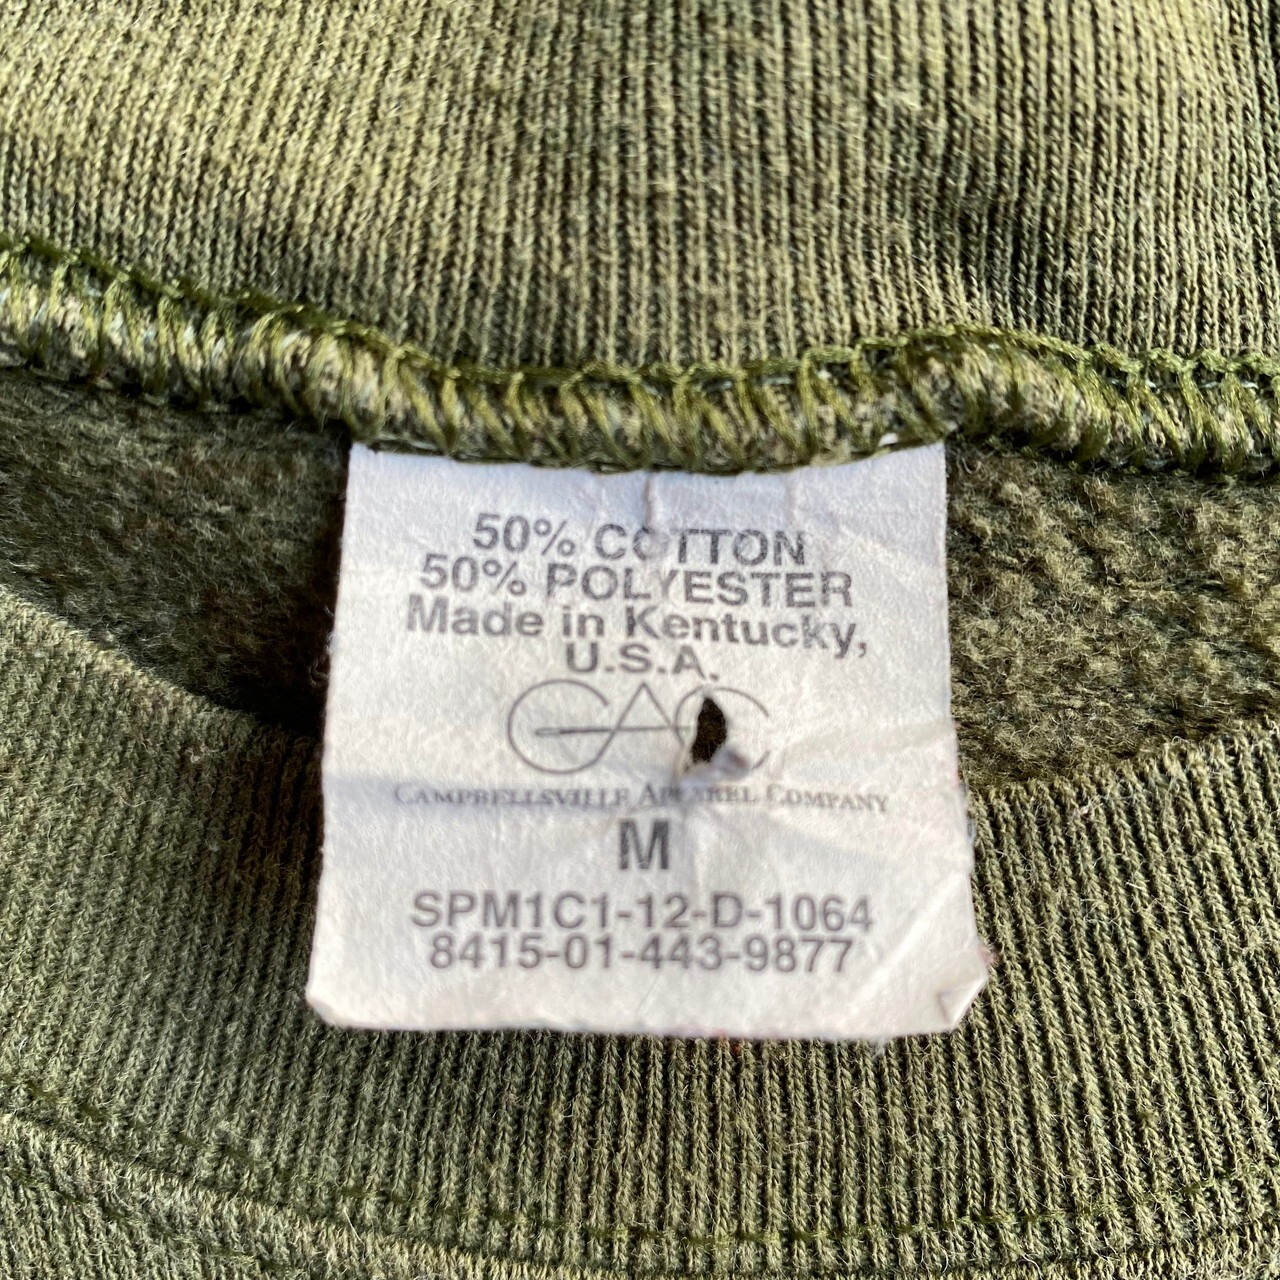 50% COTTON
50% POLYESTER
Made in Kentucky,
U.S.A.
CAC
CAMPBELLSVILLE APPAREL COMPANY
M
SPM1C1-12-D-1064
8415-01-443-9877